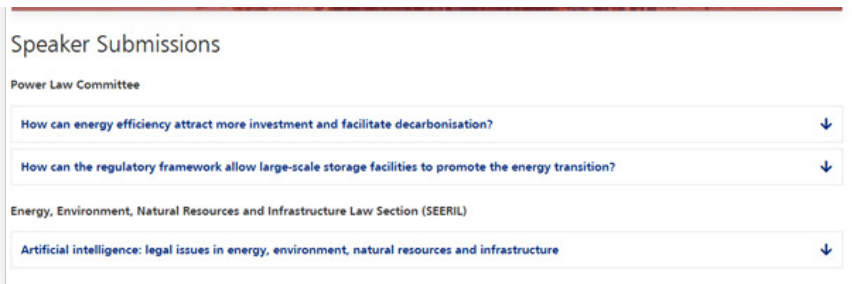 Speaker Submissions
Power Law Committee
How can energy efficiency attract more investment and facilitate decarbonisation?
How can the regulatory framework allow large-scale storage facilities to promote the energy transition?
Energy, Environment, Natural Resources and Infrastructure Law Section (SEERIL)
Artificial intelligence: legal issues in energy, environment, natural resources and infrastructure